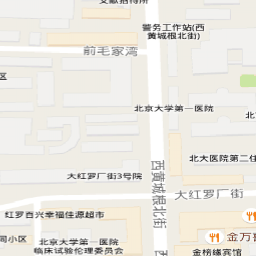 警务工作站(西
黄城根北街)
前毛家湾
区
北京大学第一医院
北大医院第二住
大红罗厂街3号院
西黄城根北街
大红罗厂街
红罗百兴幸福佳源超市
同小区
北京大学第一医院
临床试验伦理委员会
金万
金榜缘宾馆